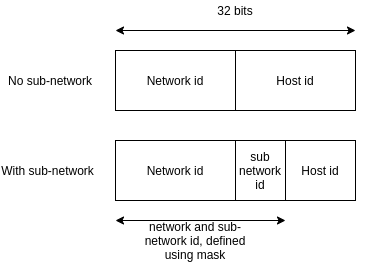 32 bits
No sub-network
Network id
Host id
With sub-network
Network id
sub
network
id
Host id
network and sub-
network id, defined
using mask